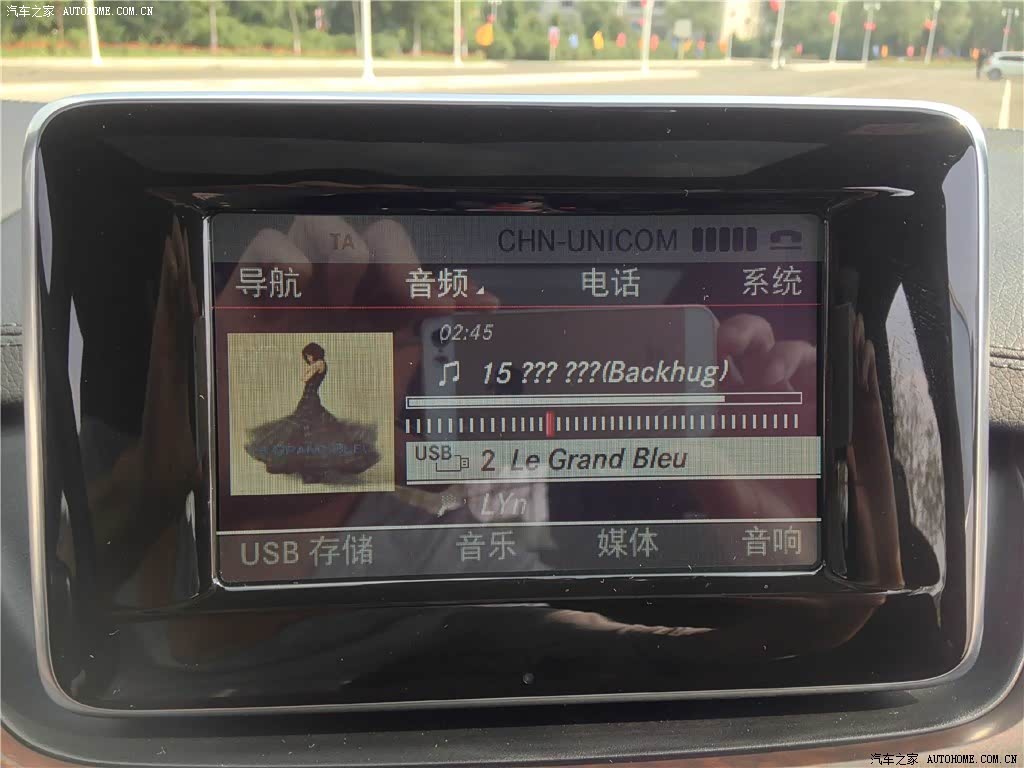 汽车之家 AUTOHOME.COM.CN
TA CHN-UNICOM
导航 音频 电话 系统
02:45
15 ??? ???(Backhug)
USB 2 Le Grand Bleu
LYn
USB 存储 音乐 媒体 音响
汽车之家 AUTOHOME.COM.CN